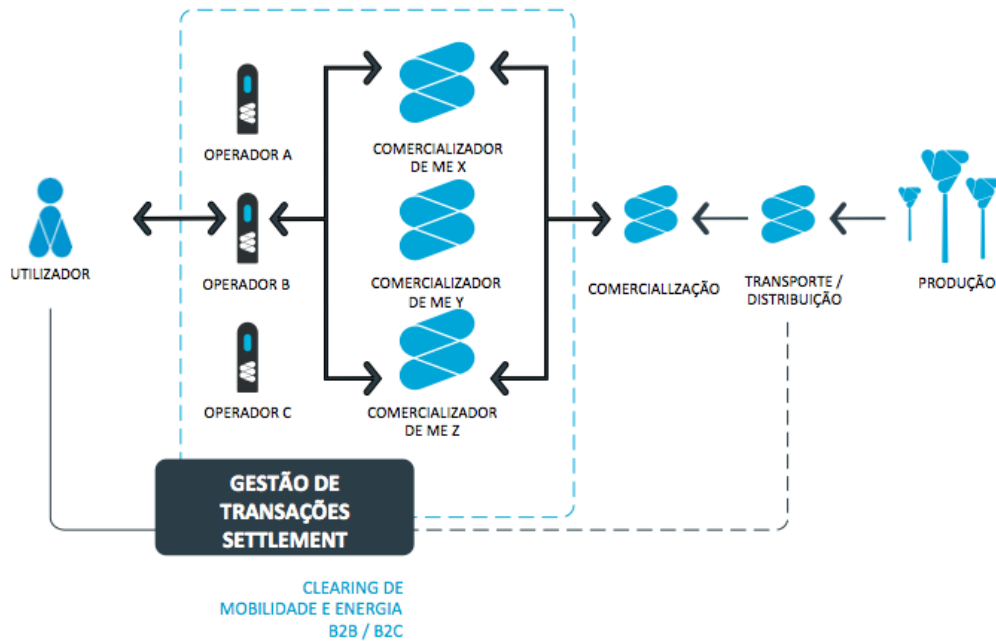 OPERADOR A
COMERCIALIZADOR
DE ME X
UTILIZADOR
OPERADOR B
COMERCIALIZADOR
DE ME Y
COMERCIALLZAÇÃO
TRANSPORTE /
DISTRIBUIÇÃO
PRODUÇÃO
OPERADOR C
COMERCIALIZADOR
DE ME Z
GESTÃO DE
TRANSAÇÕES
SETTLEMENT
CLEARING DE
MOBILIDADE E ENERGIA
B2B / B2C